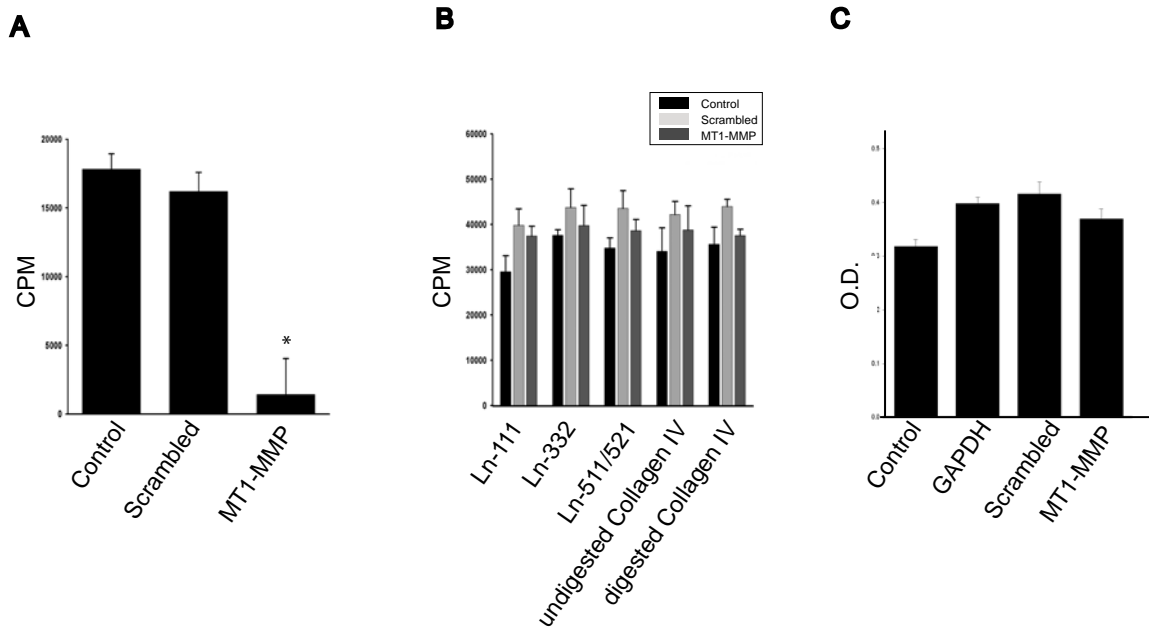 A
B
C
Control
Scrambled
MT1-MMP
CPM
20000
15000
10000
5000
0
*
Control
Scrambled
MT1-MMP
CPM
60000
50000
40000
30000
20000
10000
0
Ln-111
Ln-332
Ln-511/521
undigested Collagen IV
digested Collagen IV
O.D.
Control
GAPDH
Scrambled
MT1-MMP